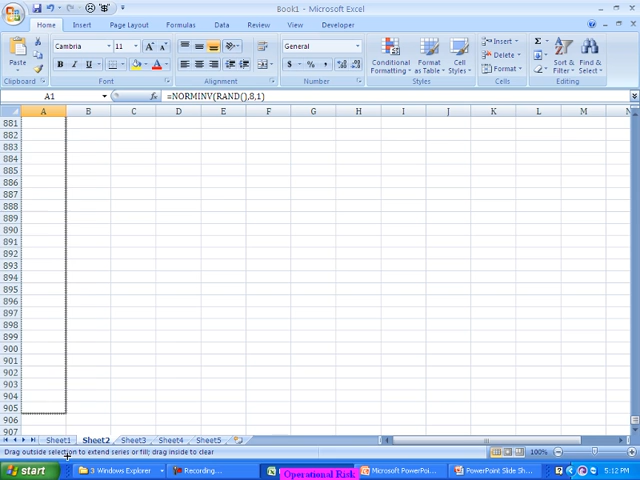 Book1 - Microsoft Excel
Home Insert Page Layout Formulas Data Review View Developer
Paste
Cambria 11
General
Conditional Formatting
Format as Table
Cell Styles
Insert
Delete
Format
Sort & Filter
Find & Select
Clipboard Font Alignment Number Styles Cells Editing
A1 fx =NORMINV(RAND(),8,1)
A B C D E F G H I J K L M N
881
882
883
884
885
886
887
888
889
890
891
892
893
894
895
896
897
898
899
900
901
902
903
904
905
906
907
Sheet1 Sheet2 Sheet3 Sheet4 Sheet5
Drag outside selection to extend series or fill; drag inside to clear 100%
start 3 Windows Explorer Recording... Operational Risk Microsoft PowerPo... PowerPoint Slide Sh... 5:12 PM